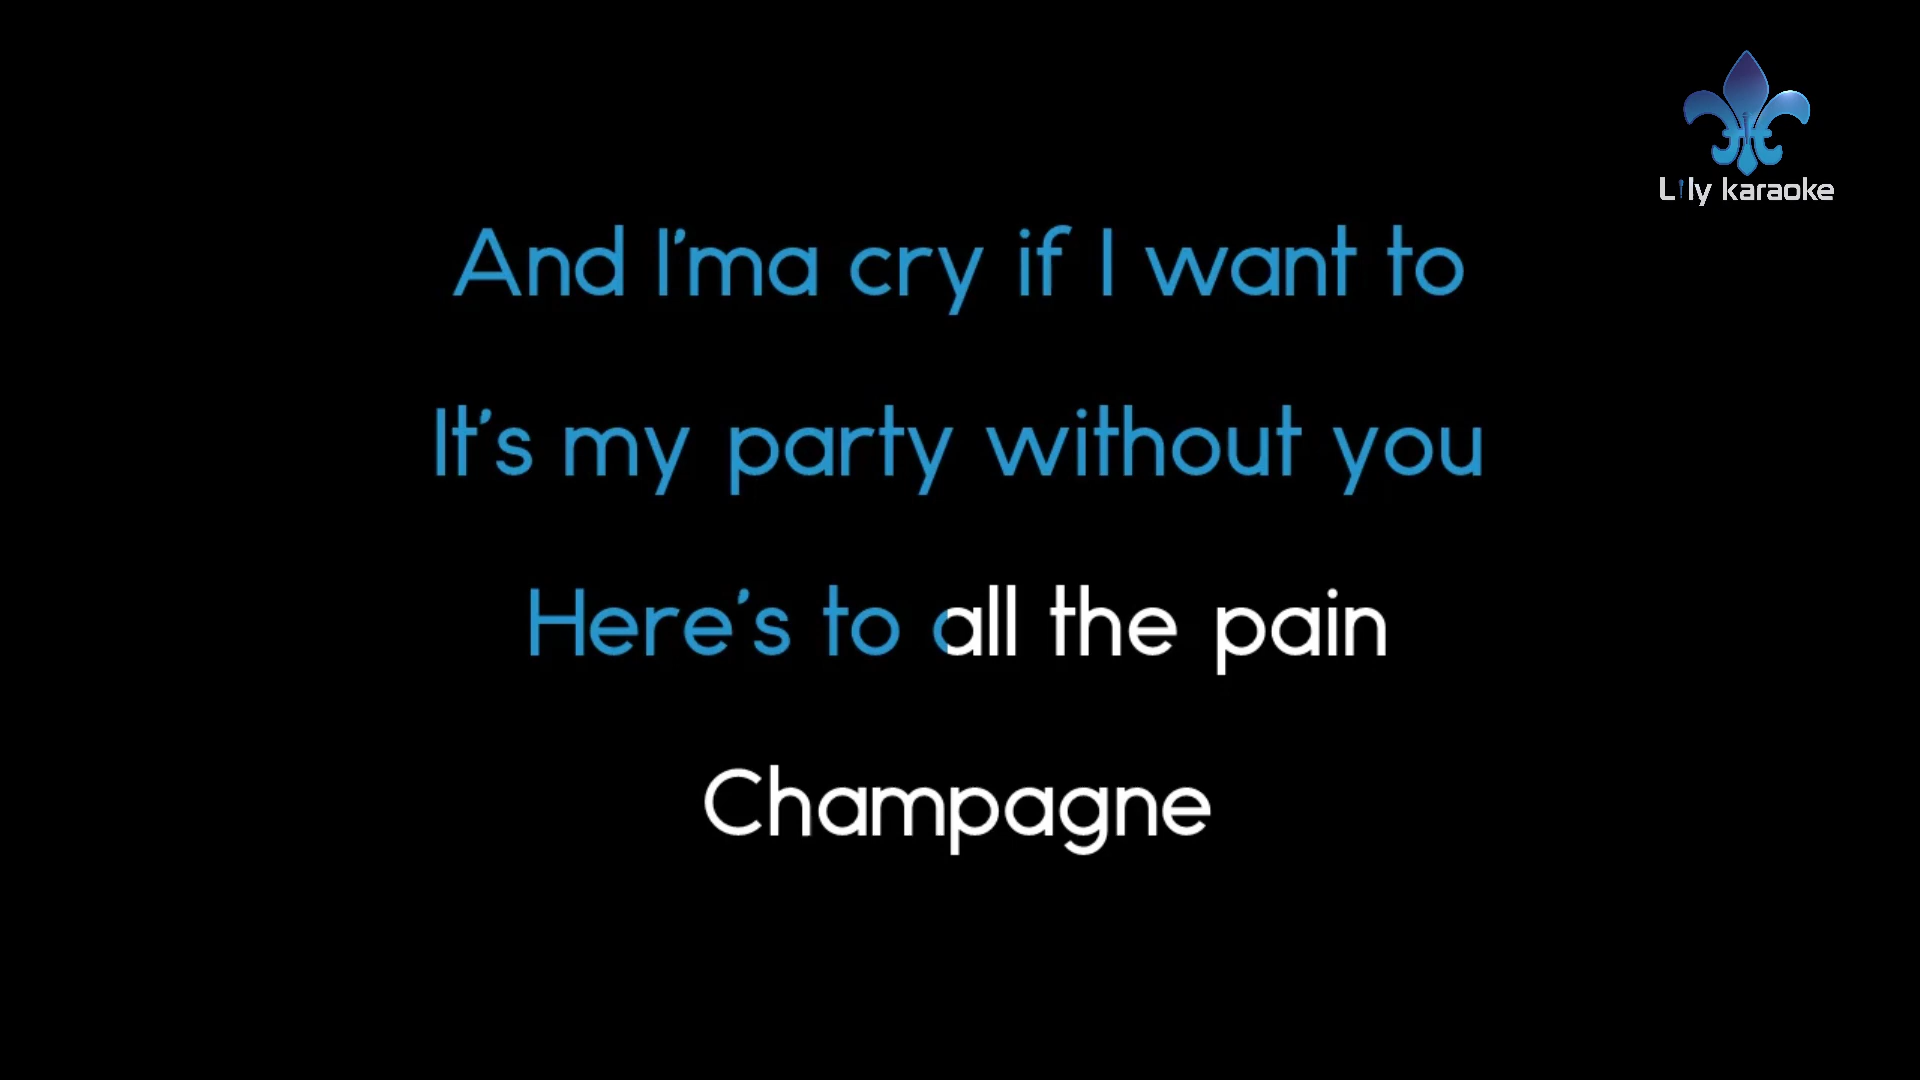 Lily karaoke
And I'ma cry if I want to
It's my party without you
Here's to all the pain
Champagne